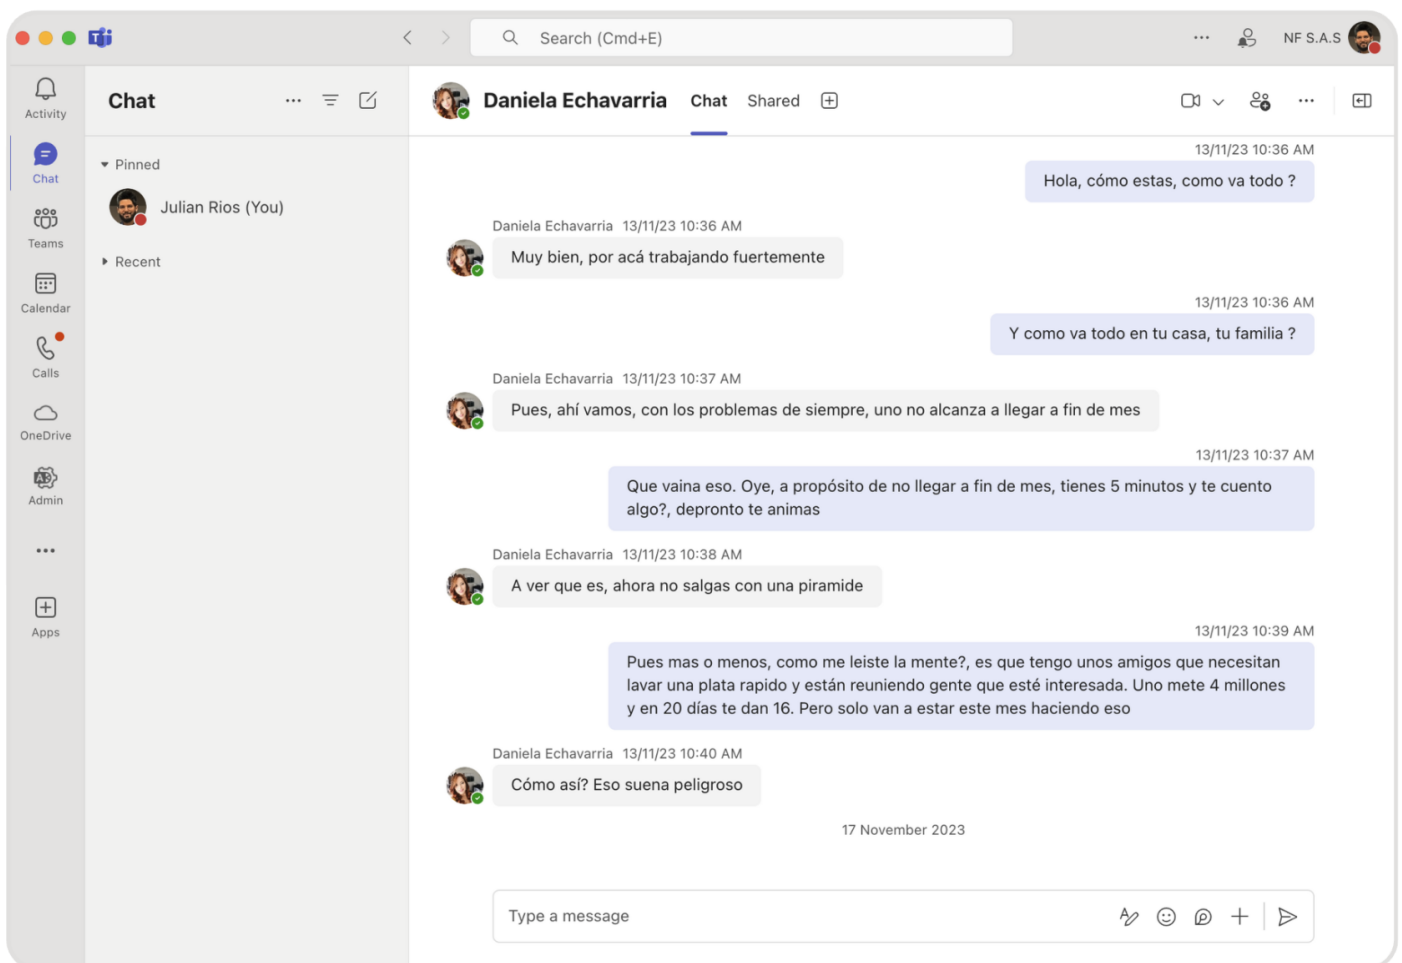 Search (Cmd+E)
NF S.A.S
Activity
Chat
Teams
Calendar
Calls
OneDrive
Admin
Apps
Chat
Pinned
Julian Rios (You)
Recent
Daniela Echavarria Chat Shared
13/11/23 10:36 AM
Hola, cómo estas, como va todo ?
Daniela Echavarria 13/11/23 10:36 AM
Muy bien, por acá trabajando fuertemente
13/11/23 10:36 AM
Y como va todo en tu casa, tu familia ?
Daniela Echavarria 13/11/23 10:37 AM
Pues, ahí vamos, con los problemas de siempre, uno no alcanza a llegar a fin de mes
13/11/23 10:37 AM
Que vaina eso. Oye, a propósito de no llegar a fin de mes, tienes 5 minutos y te cuento
algo?, depronto te animas
Daniela Echavarria 13/11/23 10:38 AM
A ver que es, ahora no salgas con una piramide
13/11/23 10:39 AM
Pues mas o menos, como me leiste la mente?, es que tengo unos amigos que necesitan
lavar una plata rapido y están reuniendo gente que esté interesada. Uno mete 4 millones
y en 20 días te dan 16. Pero solo van a estar este mes haciendo eso
Daniela Echavarria 13/11/23 10:40 AM
Cómo así? Eso suena peligroso
17 November 2023
Type a message